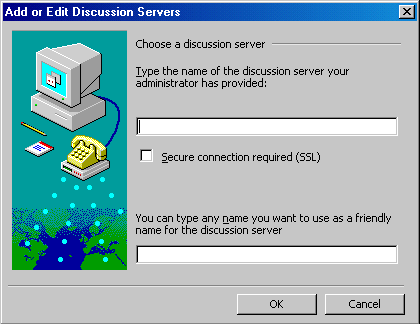 Add or Edit Discussion Servers
Choose a discussion server
Type the name of the discussion server your
administrator has provided:
Secure connection required (SSL)
You can type any name you want to use as a friendly
name for the discussion server
OK
Cancel